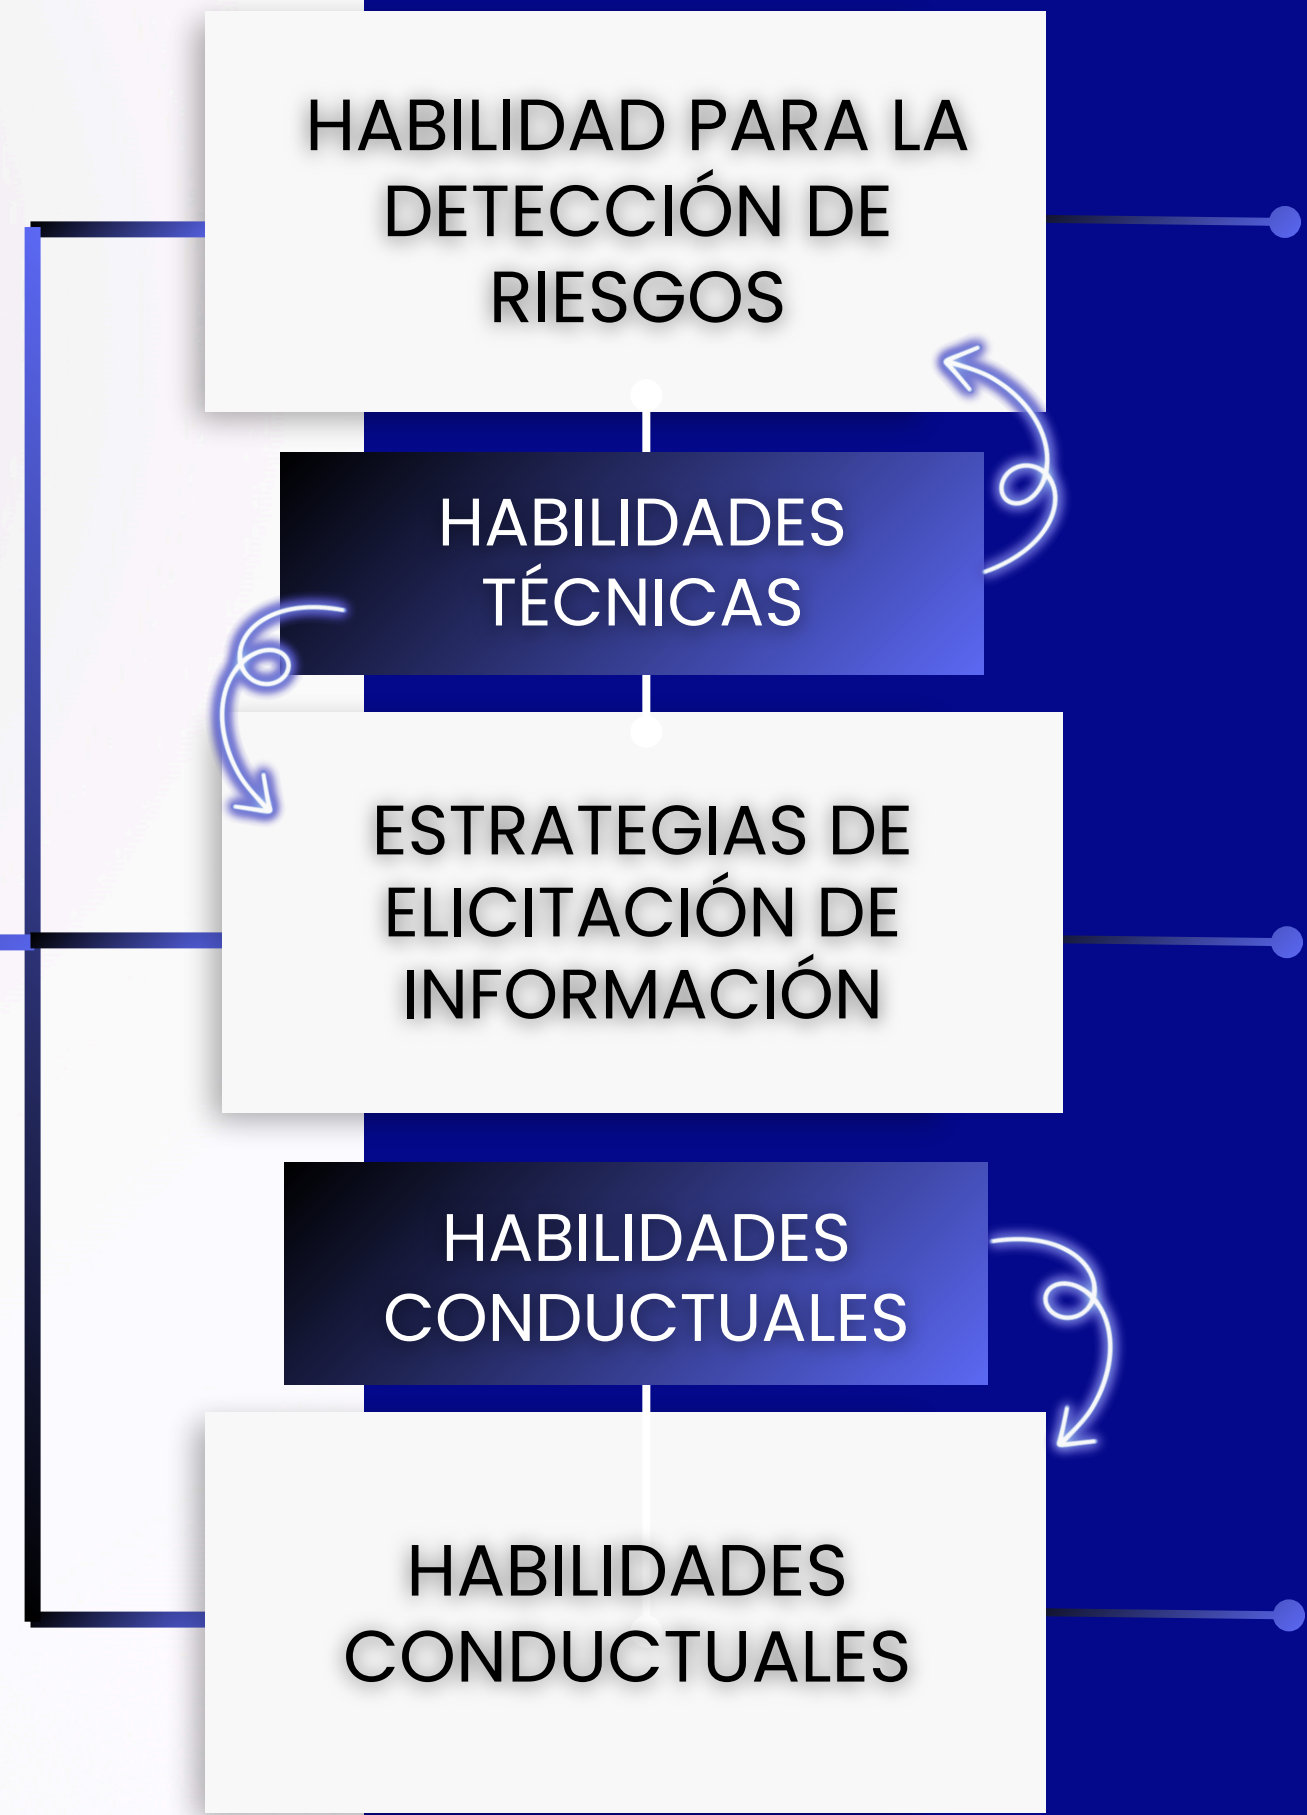 HABILIDAD PARA LA
DETECCIÓN DE
RIESGOS
HABILIDADES
TÉCNICAS
ESTRATEGIAS DE
ELICITACIÓN DE
INFORMACIÓN
HABILIDADES
CONDUCTUALES
HABILIDADES
CONDUCTUALES